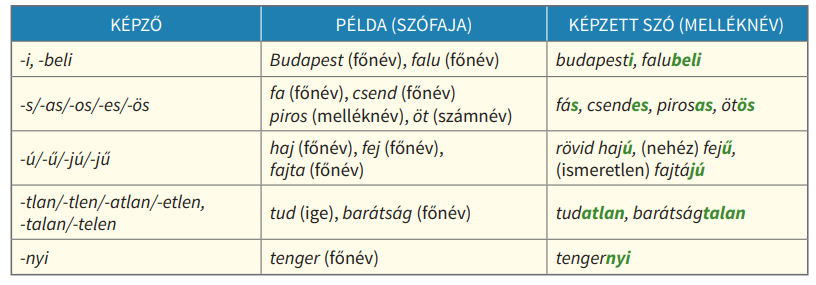 KÉPZŐ PÉLDA (SZÓFAJA) KÉPZETT SZÓ (MELLÉKNÉV)
-i, -beli Budapest (főnév), falu (főnév) budapesti, falubeli
-s/-as/-os/-es/-ös fa (főnév), csend (főnév) fás, csendes, pirosas, ötös
piros (melléknév), öt (számnév)
-ú/-ű/-jú/-jű haj (főnév), fej (főnév), rövid hajú, (nehéz) fejű,
fajta (főnév) (ismeretlen) fajtájú
-tlan/-tlen/-atlan/-etlen, tud (ige), barátság (főnév) tudatlan, barátságtalan
-talan/-telen
-nyi tenger (főnév) tengernyi